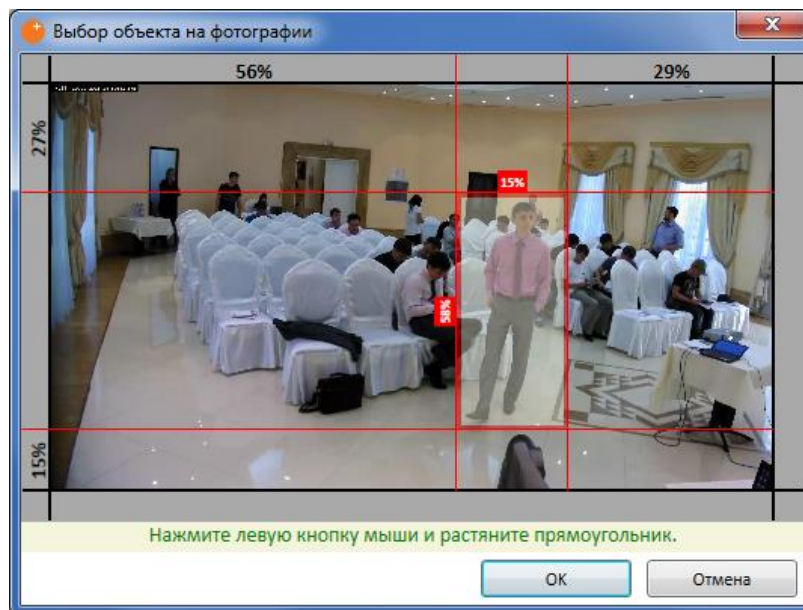 Выбор объекта на фотографии
56%
29%
27%
15%
58%
15%
Нажмите левую кнопку мыши и растяните прямоугольник.
OK
Отмена